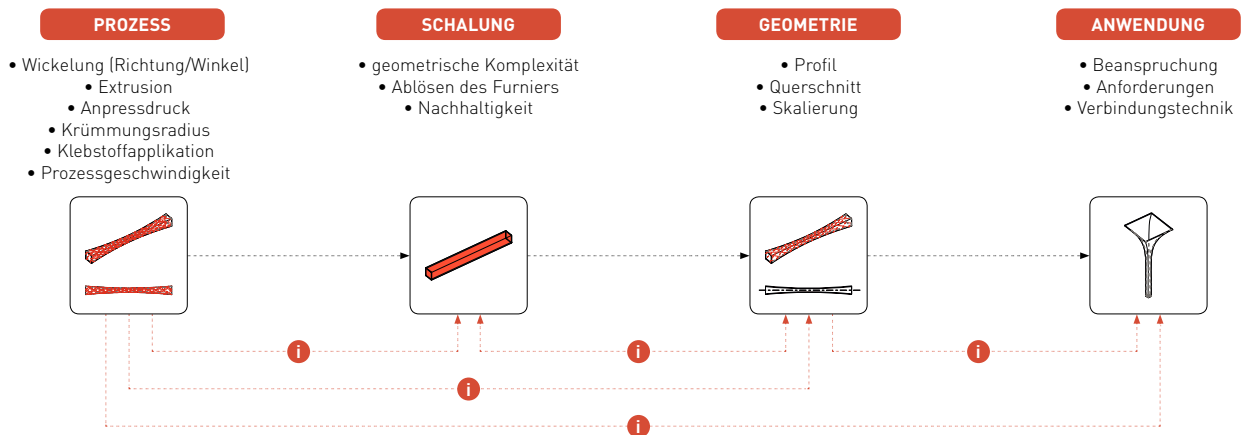 PROZESS
• Wickelung (Richtung/Winkel)
• Extrusion
• Anpressdruck
• Krümmungsradius
• Klebstoffapplikation
• Prozessgeschwindigkeit
SCHALUNG
• geometrische Komplexität
• Ablösen des Furniers
• Nachhaltigkeit
GEOMETRIE
• Profil
• Querschnitt
• Skalierung
ANWENDUNG
• Beanspruchung
• Anforderungen
• Verbindungstechnik
i
i
i
i
i